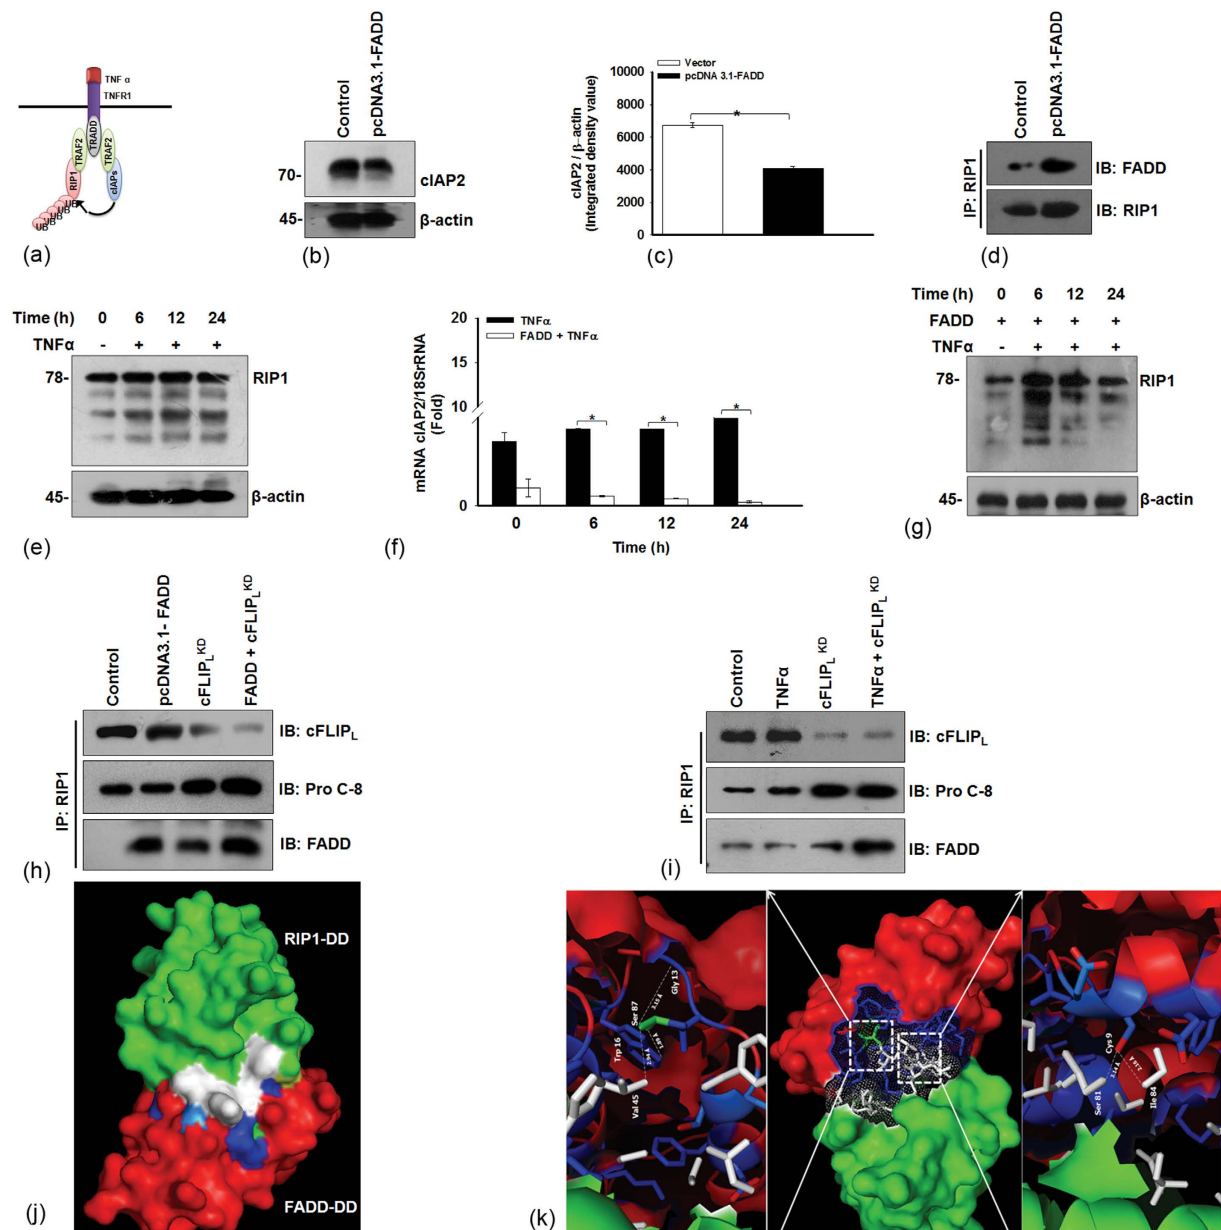 TNF α
TNFR1
TRADD
TRAF2
TRAF2
RIP1
cIAPs
UB
UB
UB
UB
UB
(a)
Control
pcDNA3.1-FADD
70-
cIAP2
45-
β-actin
(b)
Vector
pcDNA 3.1-FADD
cIAP2 / β-actin
(Integrated density value)
10000
8000
6000
4000
2000
0
*
(c)
Control
pcDNA3.1-FADD
IP: RIP1
IB: FADD
IB: RIP1
(d)
Time (h) 0 6 12 24
TNFα - + + +
78-
RIP1
45-
β-actin
(e)
TNFα
FADD + TNFα
mRNA cIAP2/18SrRNA
(Fold)
20
10
0
* * *
0 6 12 24
Time (h)
(f)
Time (h) 0 6 12 24
FADD + + + +
TNFα - + + +
78-
RIP1
45-
β-actin
(g)
Control
pcDNA3.1- FADD
cFLIPL KD
FADD + cFLIPL KD
IP: RIP1
IB: cFLIPL
IB: Pro C-8
IB: FADD
(h)
Control
TNFα
cFLIPL KD
TNFα + cFLIPL KD
IP: RIP1
IB: cFLIPL
IB: Pro C-8
IB: FADD
(i)
RIP1-DD
FADD-DD
(j)
Gly 13
Ser 87
Trp 16
Val 45
Cys 9
Ser 81
Ile 84
(k)